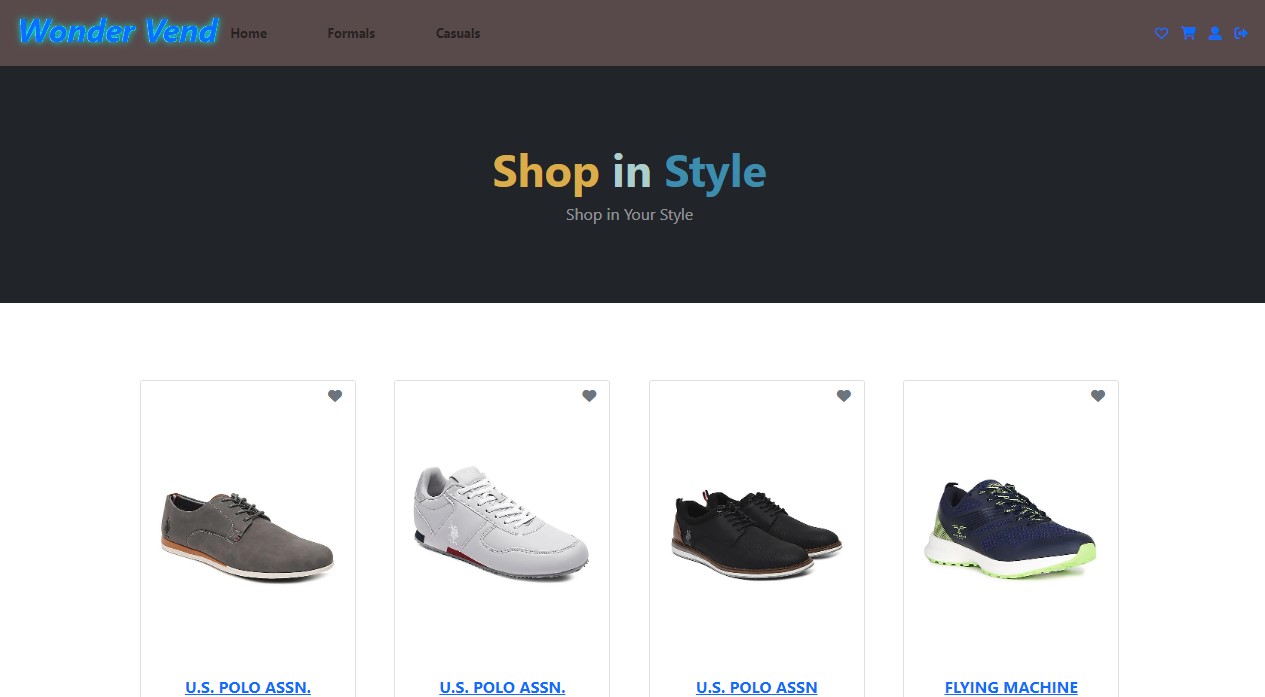 Wonder Vend Home Formals Casuals
Shop in Style
Shop in Your Style
U.S. POLO ASSN. U.S. POLO ASSN. U.S. POLO ASSN FLYING MACHINE